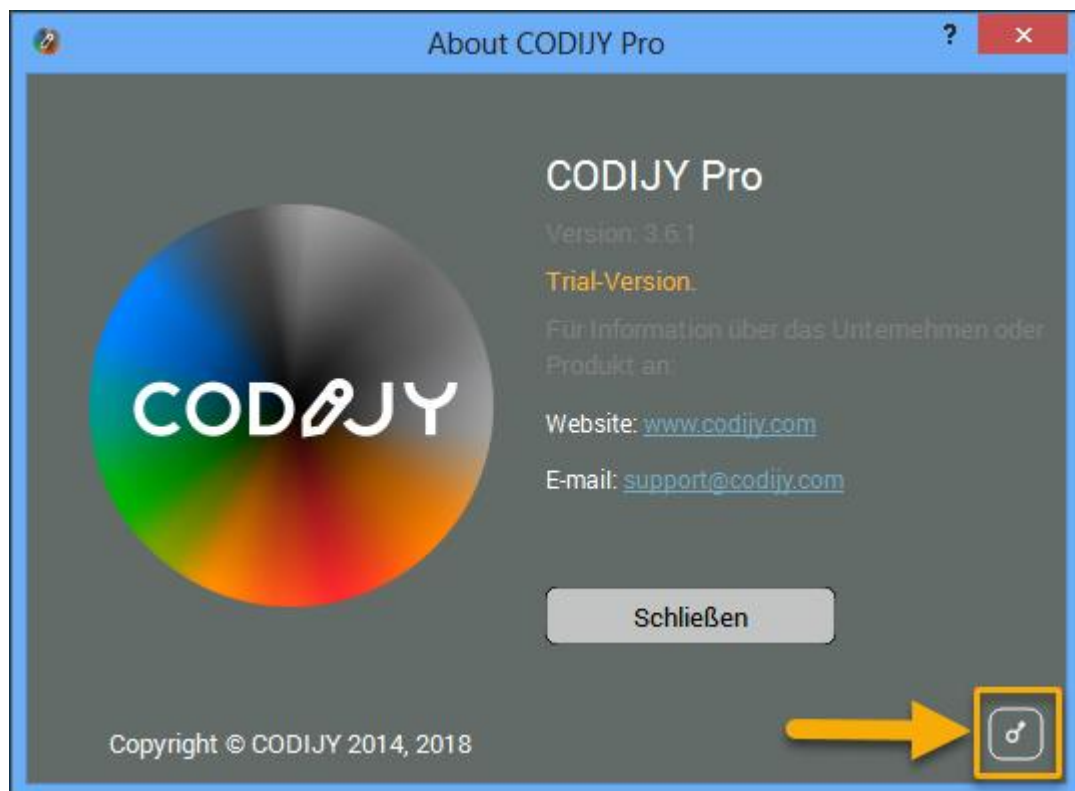 About CODIJY Pro
?
CODIJY Pro
Version: 3.6.1
Trial-Version.
Für Information über das Unternehmen oder
Produkt an:
CODIJY
Website: www.codijy.com
E-mail: support@codijy.com
Schließen
Copyright © CODIJY 2014, 2018